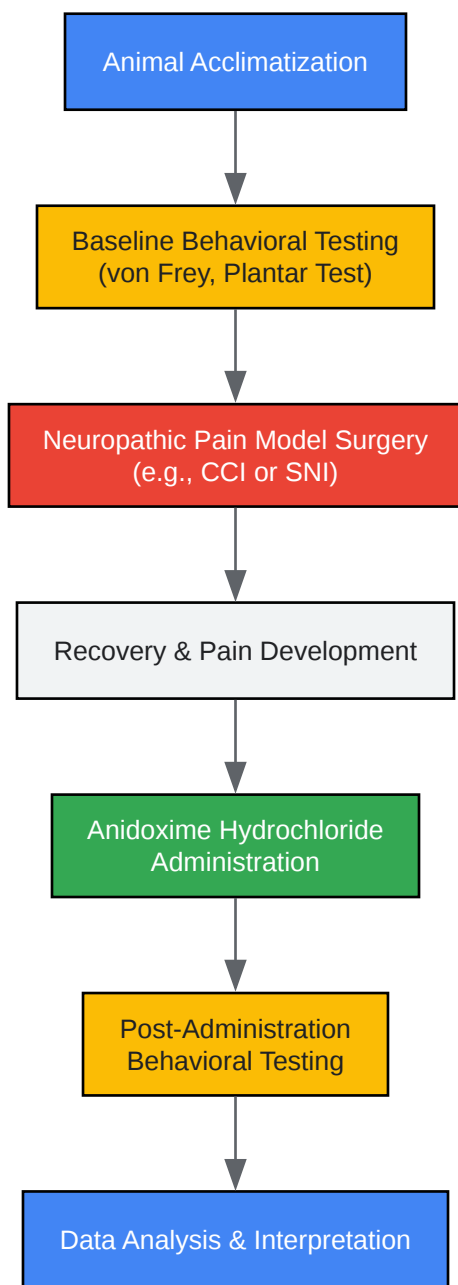 Animal Acclimatization
Baseline Behavioral Testing
(von Frey, Plantar Test)
Neuropathic Pain Model Surgery
(e.g., CCI or SNI)
Recovery & Pain Development
Anidoxime Hydrochloride
Administration
Post-Administration
Behavioral Testing
Data Analysis & Interpretation